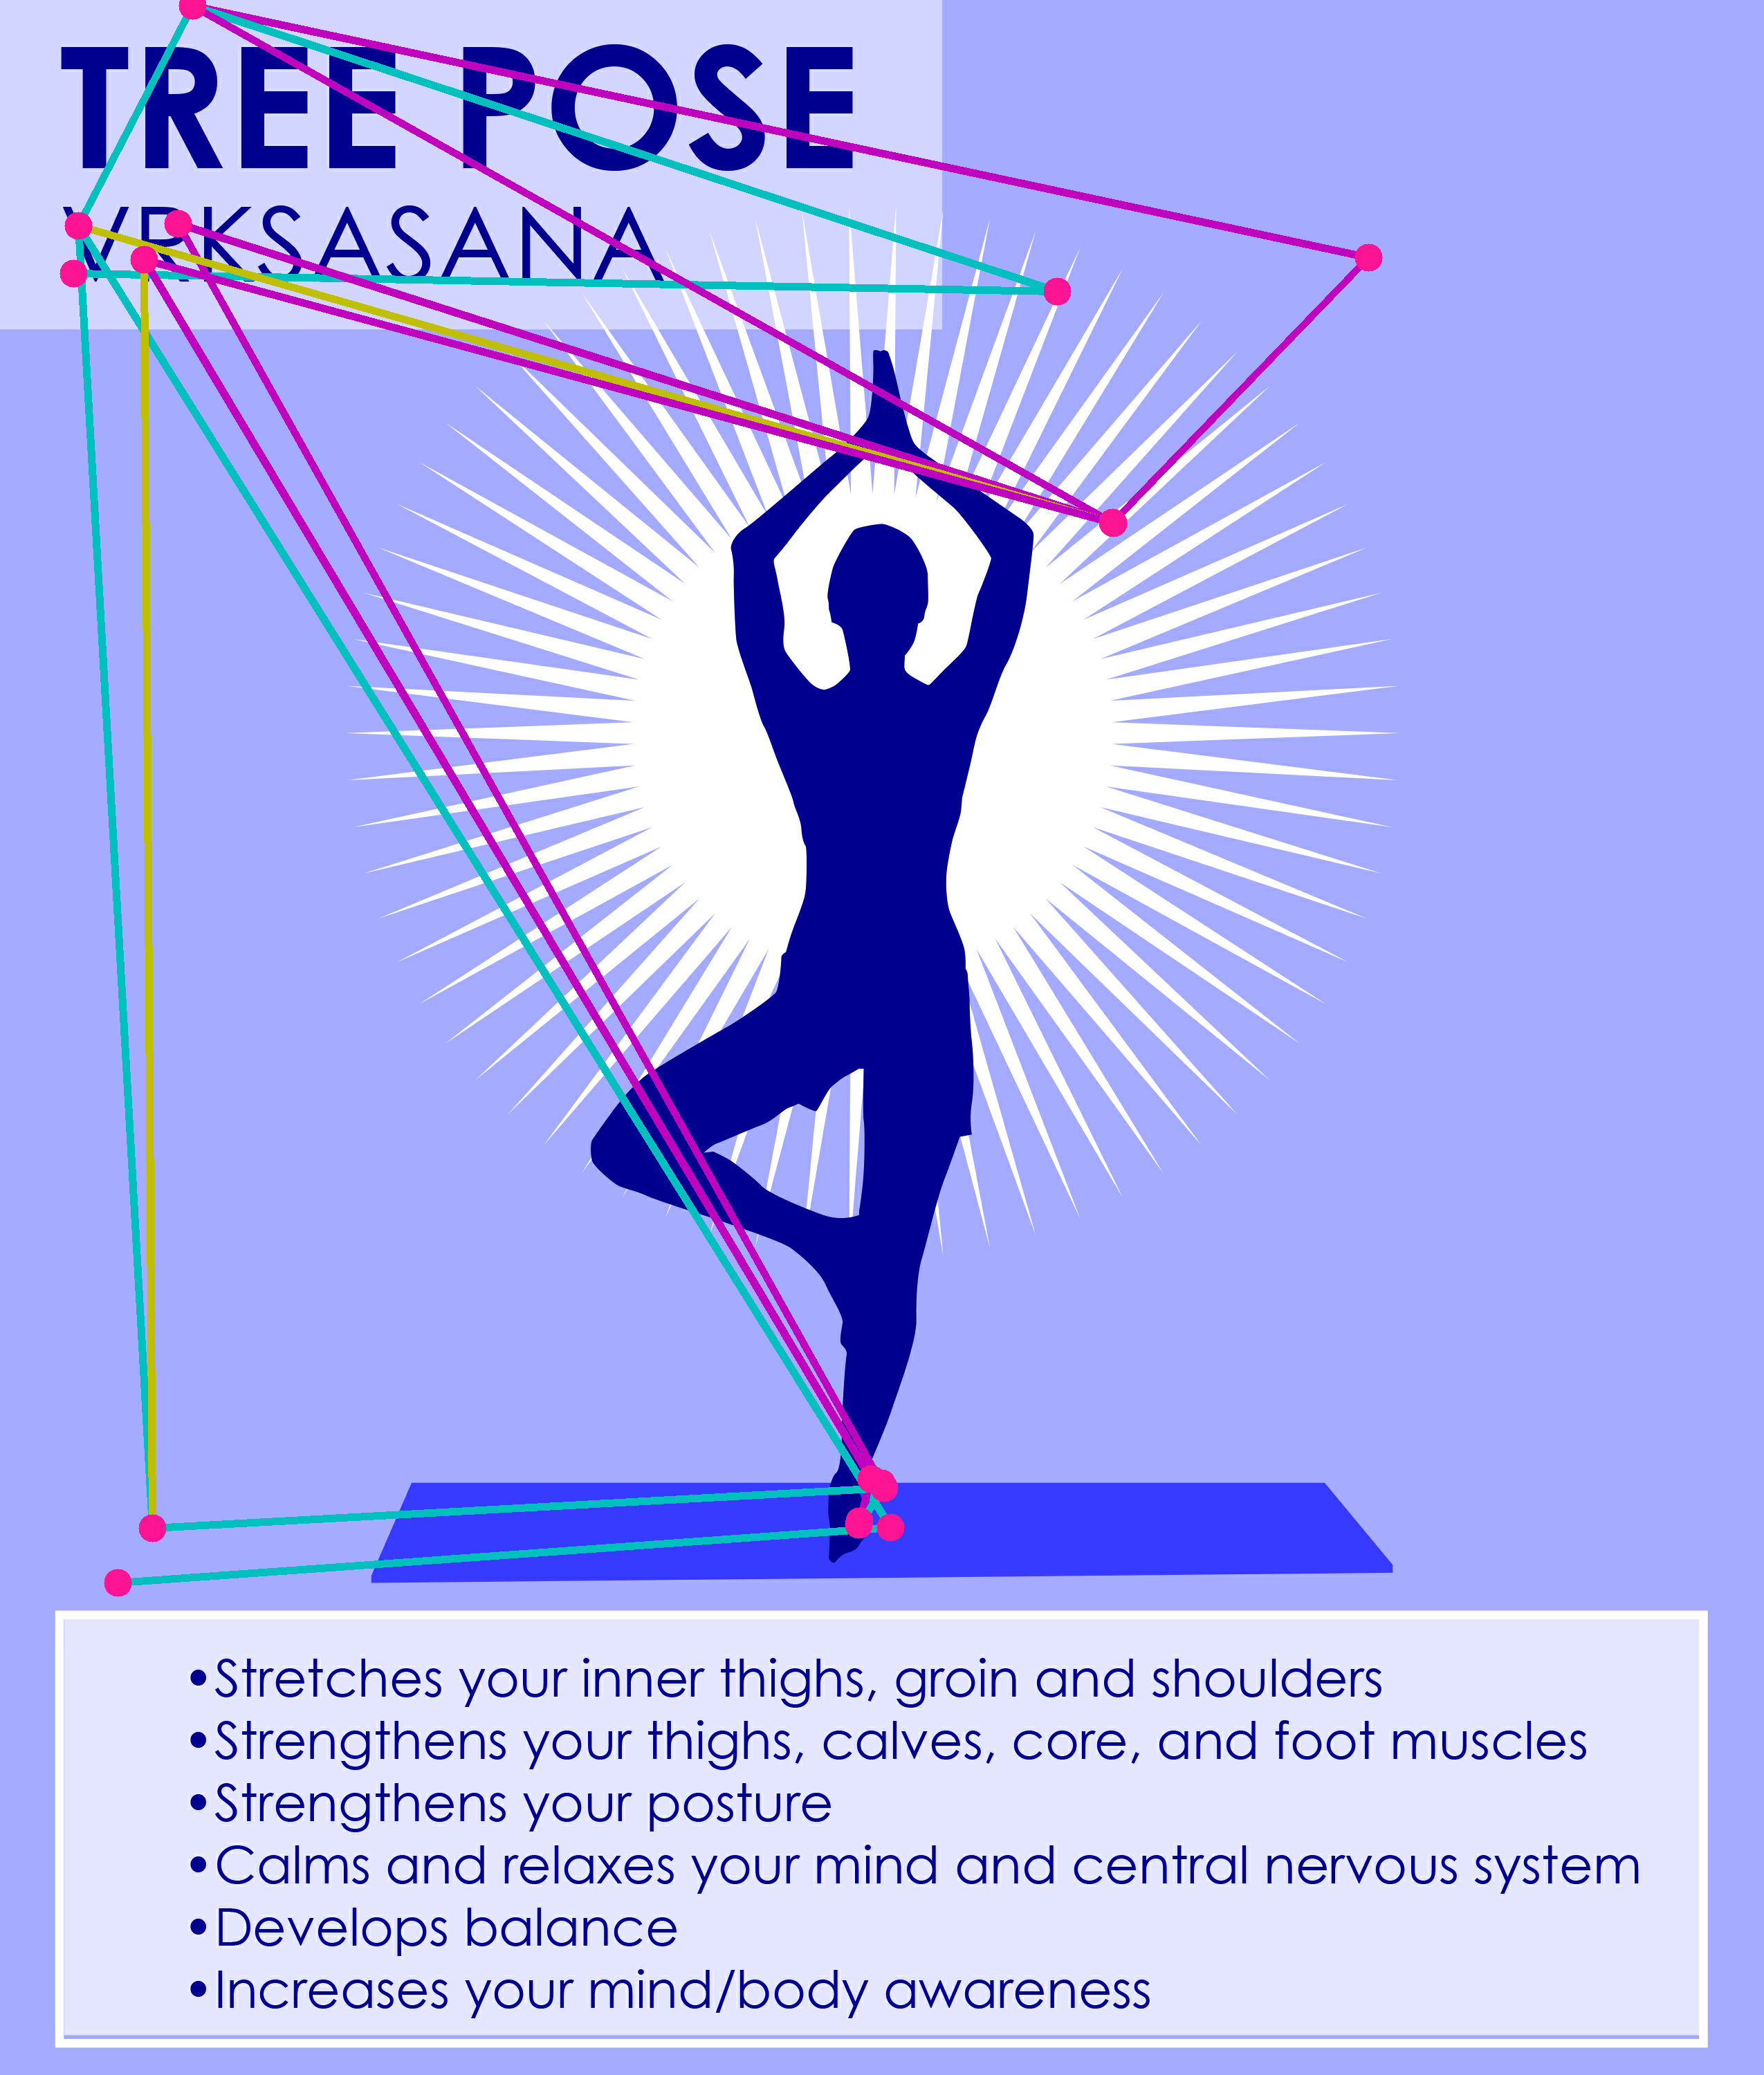 TREE POSE
VRKSASANA
•Stretches your inner thighs, groin and shoulders
•Strengthens your thighs, calves, core, and foot muscles
•Strengthens your posture
•Calms and relaxes your mind and central nervous system
•Develops balance
•Increases your mind/body awareness